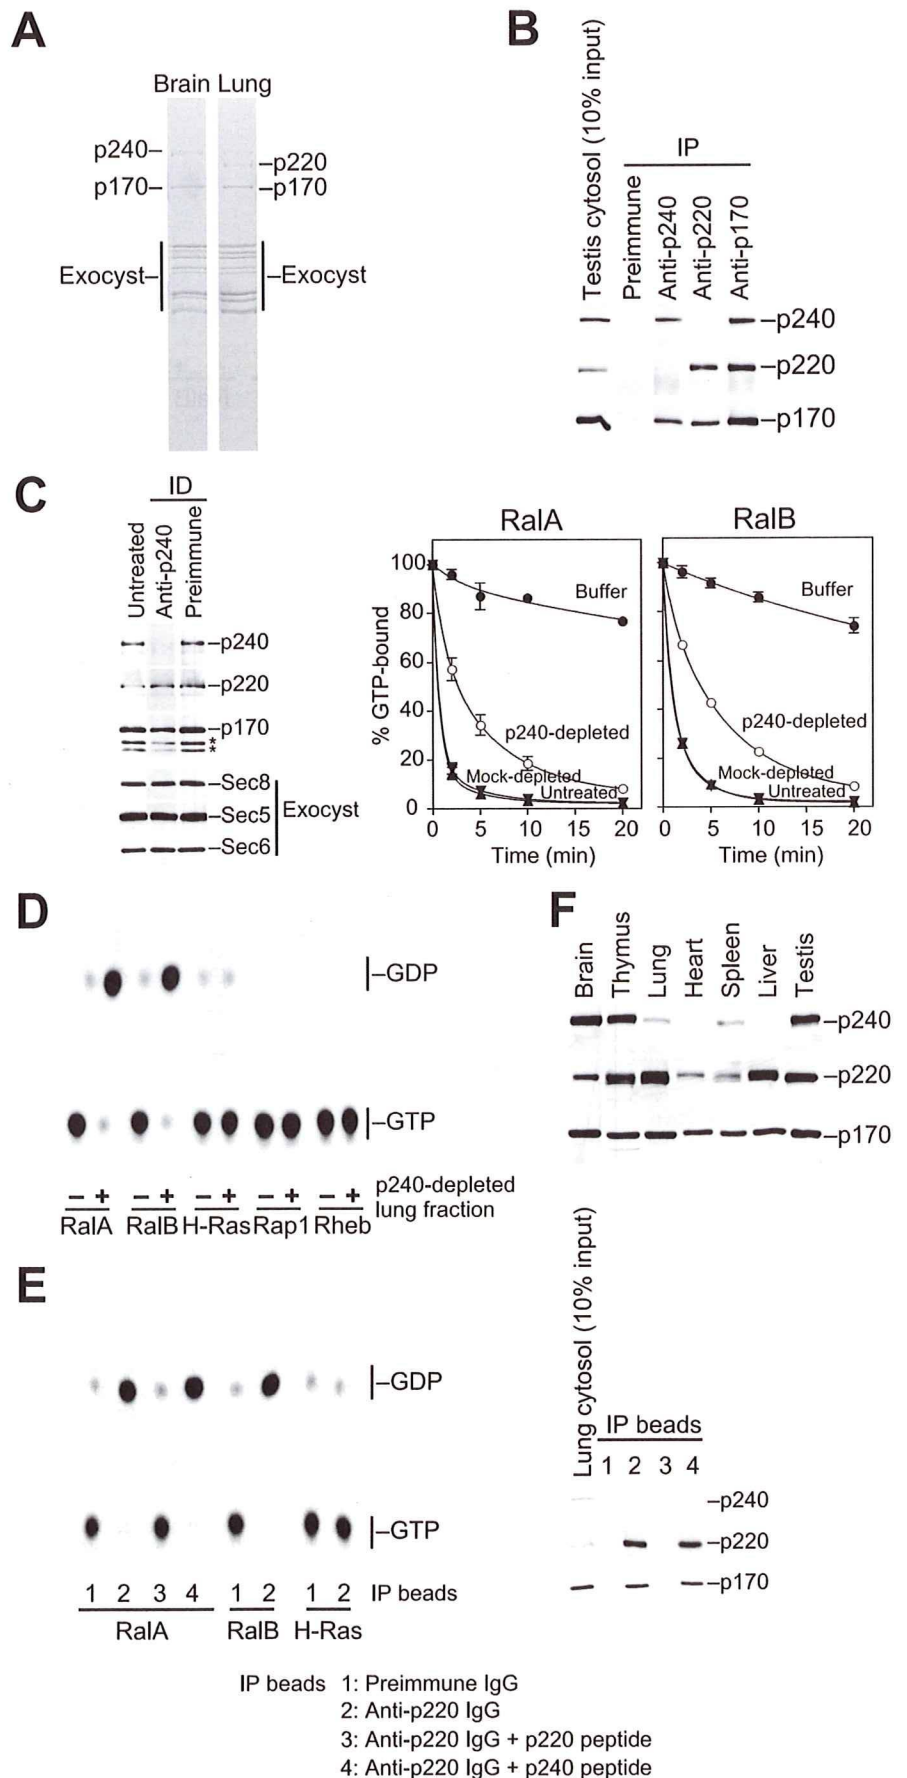 A
Brain Lung
p240–
–p220
p170–
–p170
Exocyst–
–Exocyst
B
Testis cytosol (10% input)
IP
Preimmune
Anti-p240
Anti-p220
Anti-p170
–p240
–p220
–p170
C
ID
Untreated
Anti-p240
Preimmune
–p240
–p220
–p170
*
*
–Sec8
–Sec5
–Sec6
Exocyst
RalA
% GTP-bound
100
80
60
40
20
0
Buffer
p240-depleted
Mock-depleted
Untreated
0 5 10 15 20
Time (min)
RalB
Buffer
p240-depleted
Mock-depleted
Untreated
0 5 10 15 20
Time (min)
D
–GDP
–GTP
– + – + – + – + – +
p240-depleted
lung fraction
RalA RalB H-Ras Rap1 Rheb
F
Brain
Thymus
Lung
Heart
Spleen
Liver
Testis
–p240
–p220
–p170
E
–GDP
–GTP
1 2 3 4 1 2 1 2 IP beads
RalA RalB H-Ras
Lung cytosol (10% input)
IP beads
1 2 3 4
–p240
–p220
–p170
IP beads 1: Preimmune IgG
2: Anti-p220 IgG
3: Anti-p220 IgG + p220 peptide
4: Anti-p220 IgG + p240 peptide